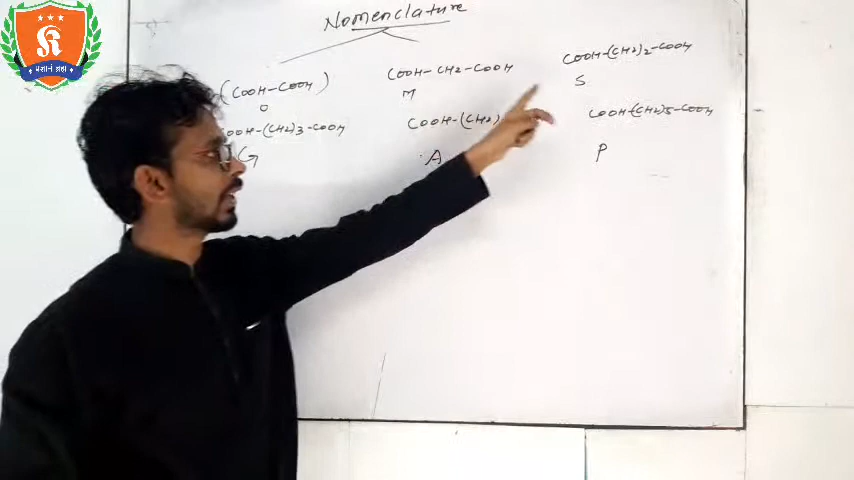 Nomenclature
(COOH-COOH)
O
COOH-CH2-COOH
M
COOH-(CH2)2-COOH
S
COOH-(CH2)3-COOH
G
COOH-(CH2)
A
COOH-(CH2)5-COOH
P